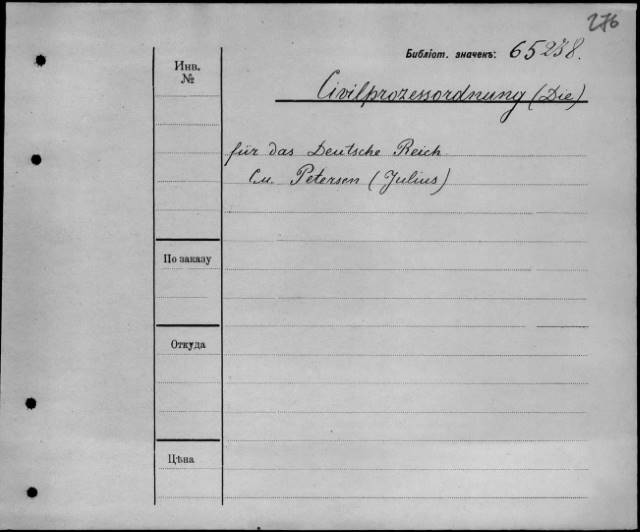 276
Библіот. значекъ: 65238.
Инв.
№
Civilprozessordnung (Die)
für das Deutsche Reich
См. Petersen (Julius)
По заказу
Откуда
Цѣна